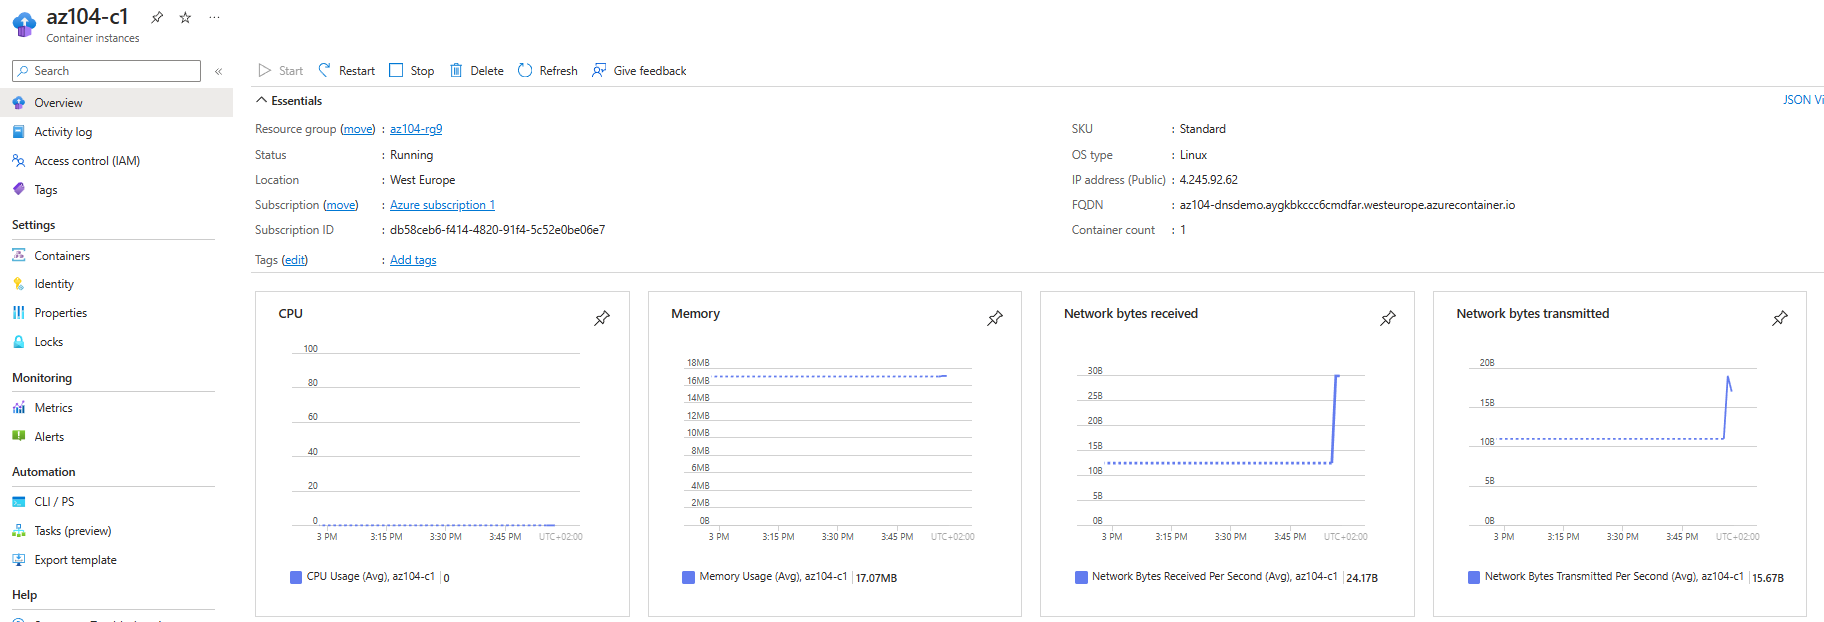 az104-c1
Container instances
Search
«
Overview
Activity log
Access control (IAM)
Tags
Settings
Containers
Identity
Properties
Locks
Monitoring
Metrics
Alerts
Automation
CLI / PS
Tasks (preview)
Export template
Help
Start Restart Stop Delete Refresh Give feedback
Essentials
JSON Vi
Resource group (move) : az104-rg9
Status : Running
Location : West Europe
Subscription (move) : Azure subscription 1
Subscription ID : db58ceb6-f414-4820-91f4-5c52e0be06e7
Tags (edit) : Add tags
SKU : Standard
OS type : Linux
IP address (Public) : 4.245.92.62
FQDN : az104-dnsdemo.aygkbkccc6cmdfar.westeurope.azurecontainer.io
Container count : 1
CPU
100
80
60
40
20
0
3 PM 3:15 PM 3:30 PM 3:45 PM UTC+02:00
CPU Usage (Avg), az104-c1 0
Memory
18MB
16MB
14MB
12MB
10MB
8MB
6MB
4MB
2MB
0B
3 PM 3:15 PM 3:30 PM 3:45 PM UTC+02:00
Memory Usage (Avg), az104-c1 17.07MB
Network bytes received
30B
25B
20B
15B
10B
5B
0B
3 PM 3:15 PM 3:30 PM 3:45 PM UTC+02:00
Network Bytes Received Per Second (Avg), az104-c1 24.17B
Network bytes transmitted
20B
15B
10B
5B
0B
3 PM 3:15 PM 3:30 PM 3:45 PM UTC+02:00
Network Bytes Transmitted Per Second (Avg), az104-c1 15.67B